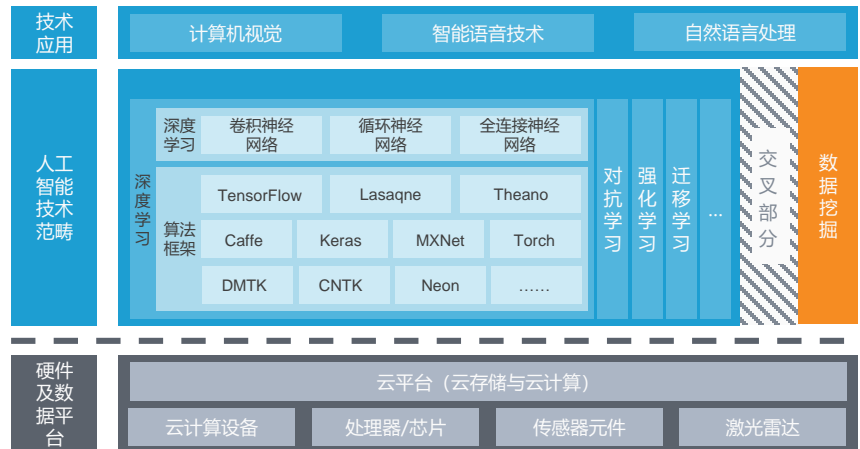 技术
应用
计算机视觉
智能语音技术
自然语言处理
人工
智能
技术
范畴
深
度
学
习
深度
学习
卷积神经
网络
循环神经
网络
全连接神经
网络
算法
框架
TensorFlow
Lasaqne
Theano
Caffe
Keras
MXNet
Torch
DMTK
CNTK
Neon
……
对
抗
学
习
强
化
学
习
迁
移
学
习
...
交
叉
部
分
数
据
挖
掘
硬件
及数
据平
台
云平台（云存储与云计算）
云计算设备
处理器/芯片
传感器元件
激光雷达